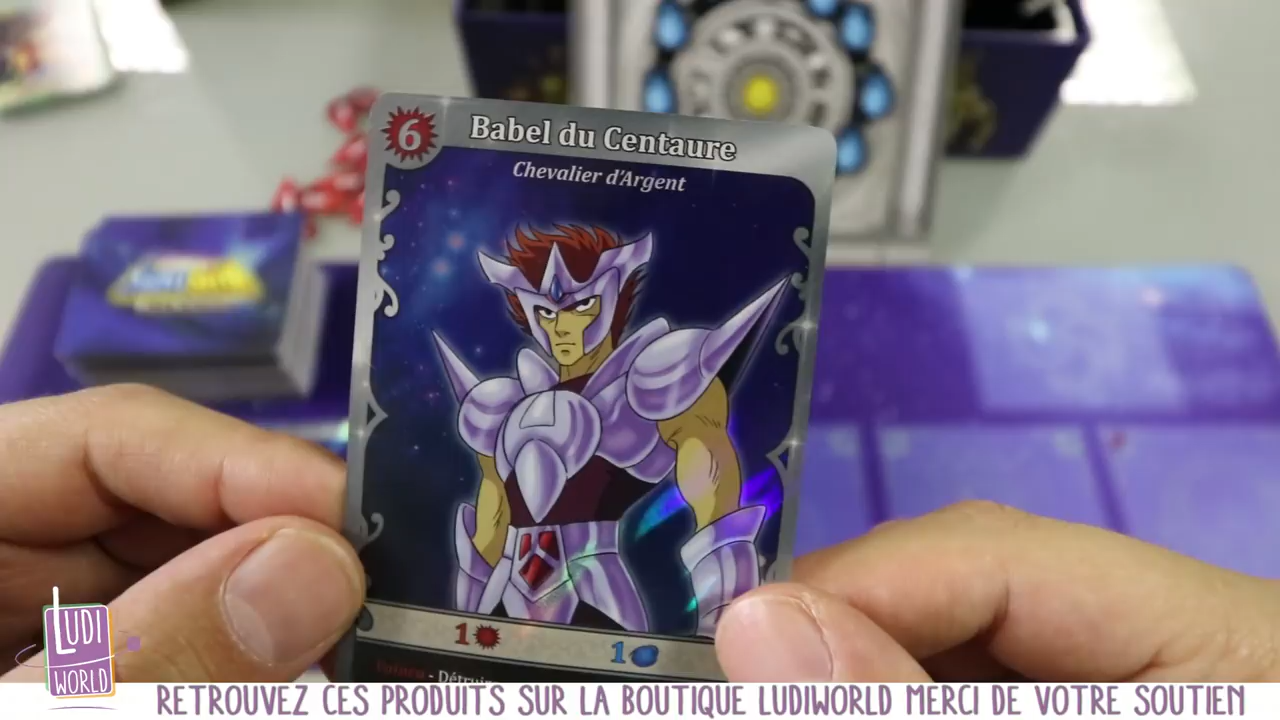 6
Babel du Centaure
Chevalier d'Argent
1 1
- Détruire
LUDI
WORLD
RETROUVEZ CES PRODUITS SUR LA BOUTIQUE LUDIWORLD MERCI DE VOTRE SOUTIEN